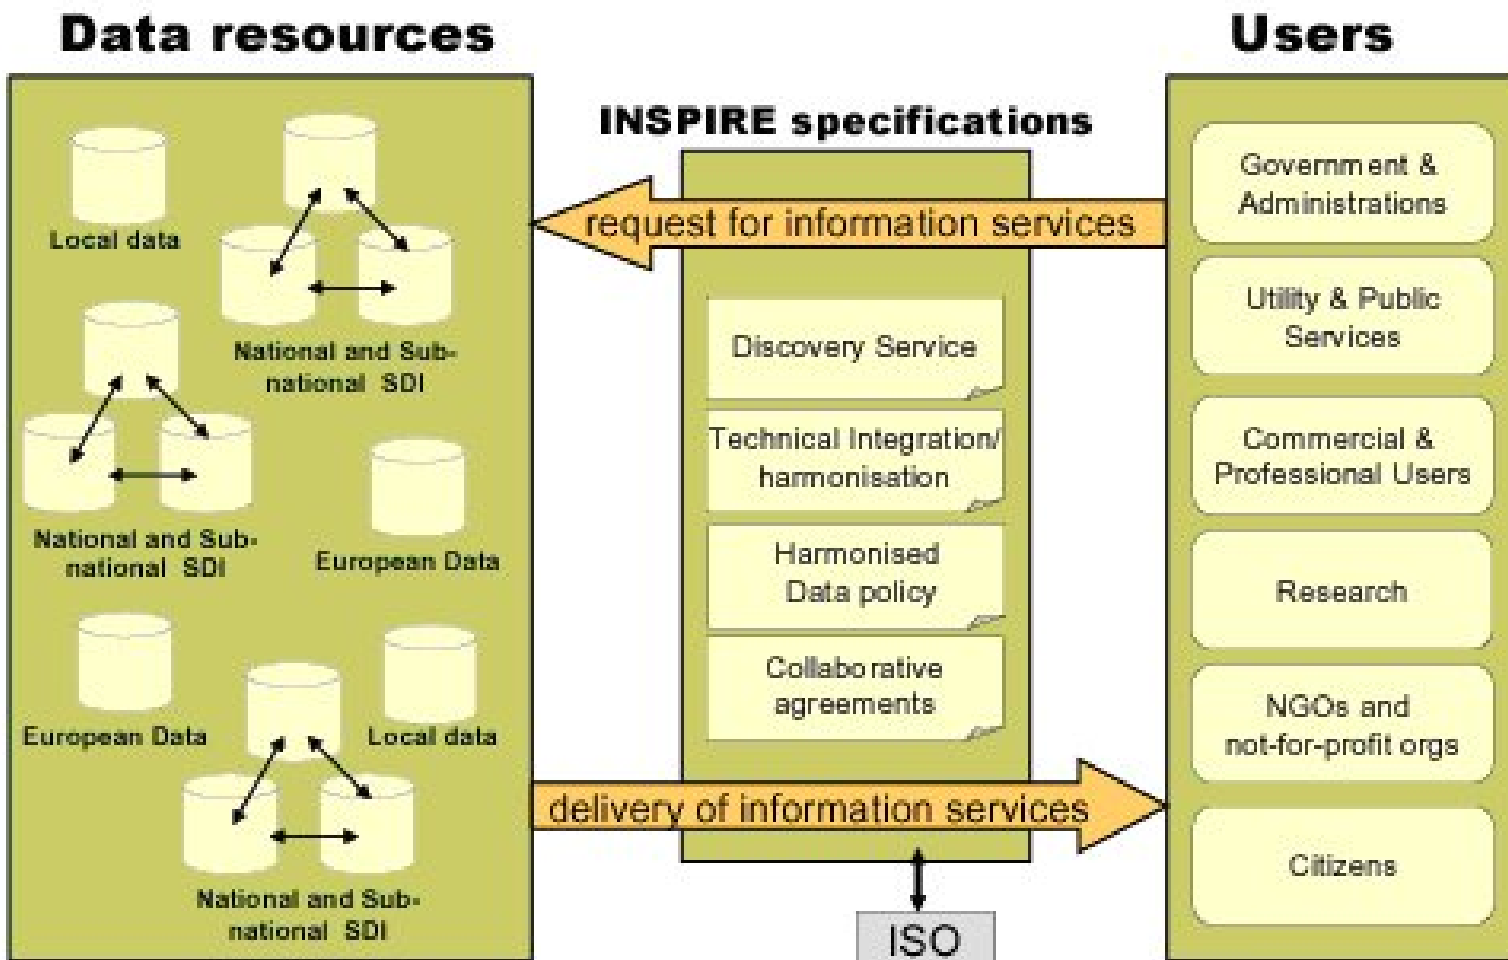 Data resources
Users
INSPIRE specifications
Local data
National and Sub-
national SDI
National and Sub-
national SDI
European Data
European Data
Local data
National and Sub-
national SDI
request for information services
Discovery Service
Technical Integration/
harmonisation
Harmonised
Data policy
Collaborative
agreements
delivery of information services
ISO
Government &
Administrations
Utility & Public
Services
Commercial &
Professional Users
Research
NGOs and
not-for-profit orgs
Citizens